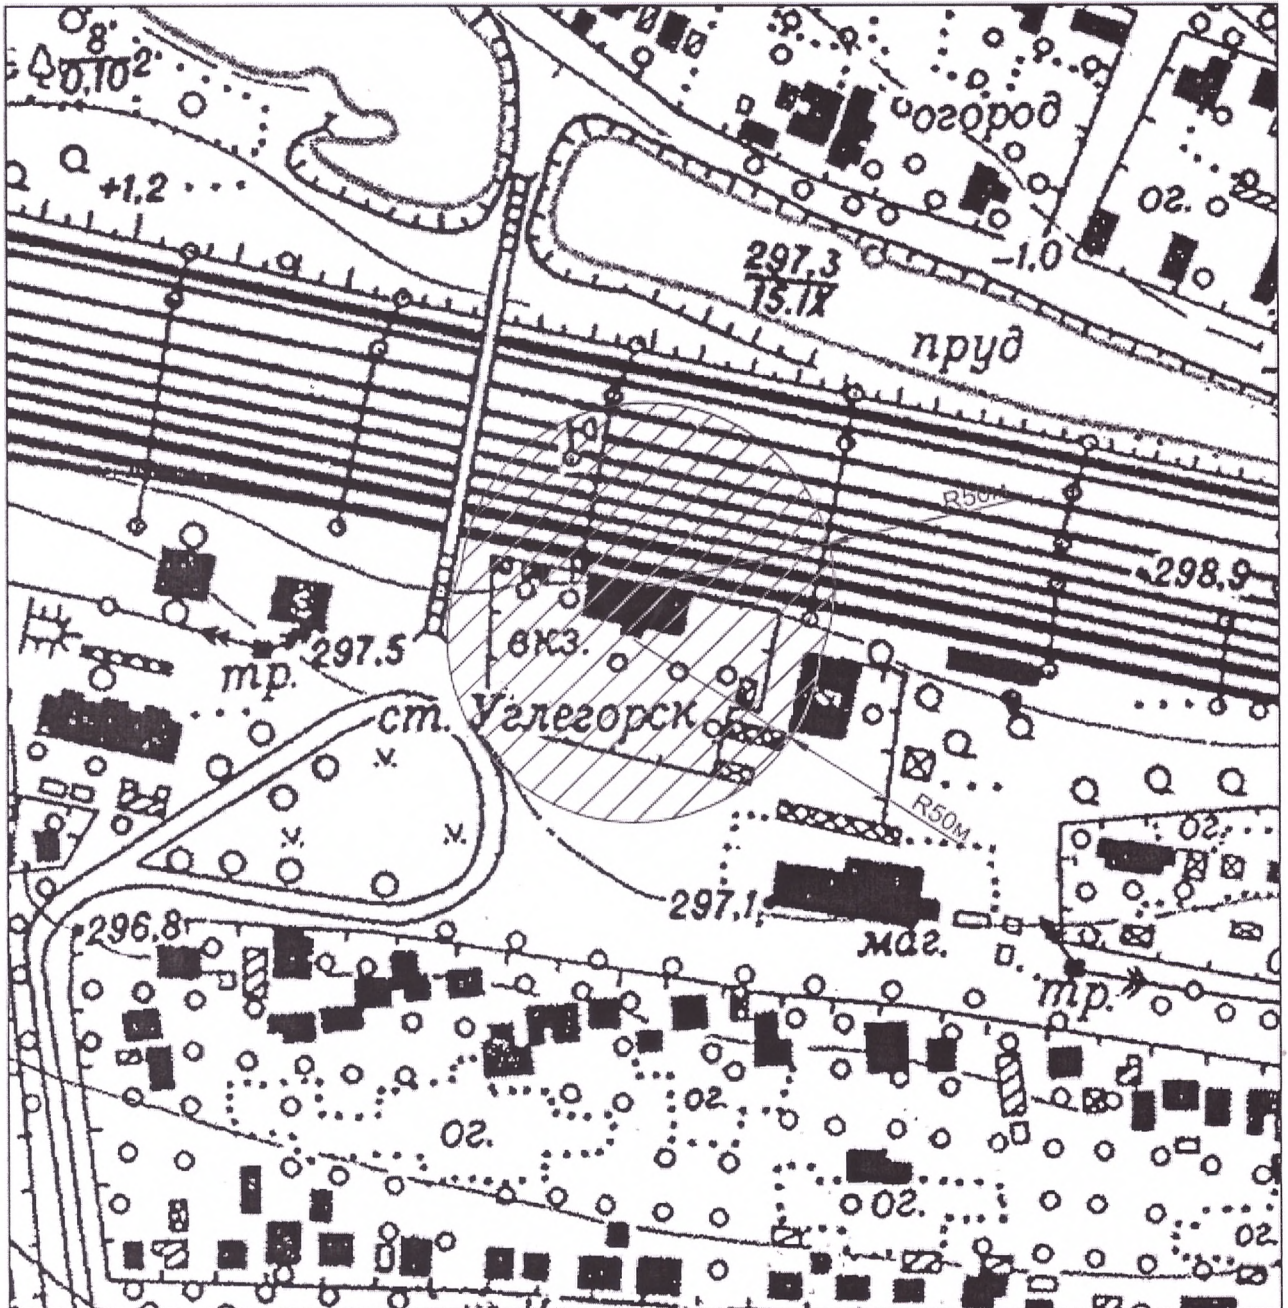 8
0,10
2
огород
+1,2
ог.
-1,0
297,3
15.IX
пруд
R50м
298,9
вкз.
297.5
тр.
ст. Углегорск
R50м
ог.
297,1
296.8
маг.
тр.
ог.
ог.
ог.
ог.